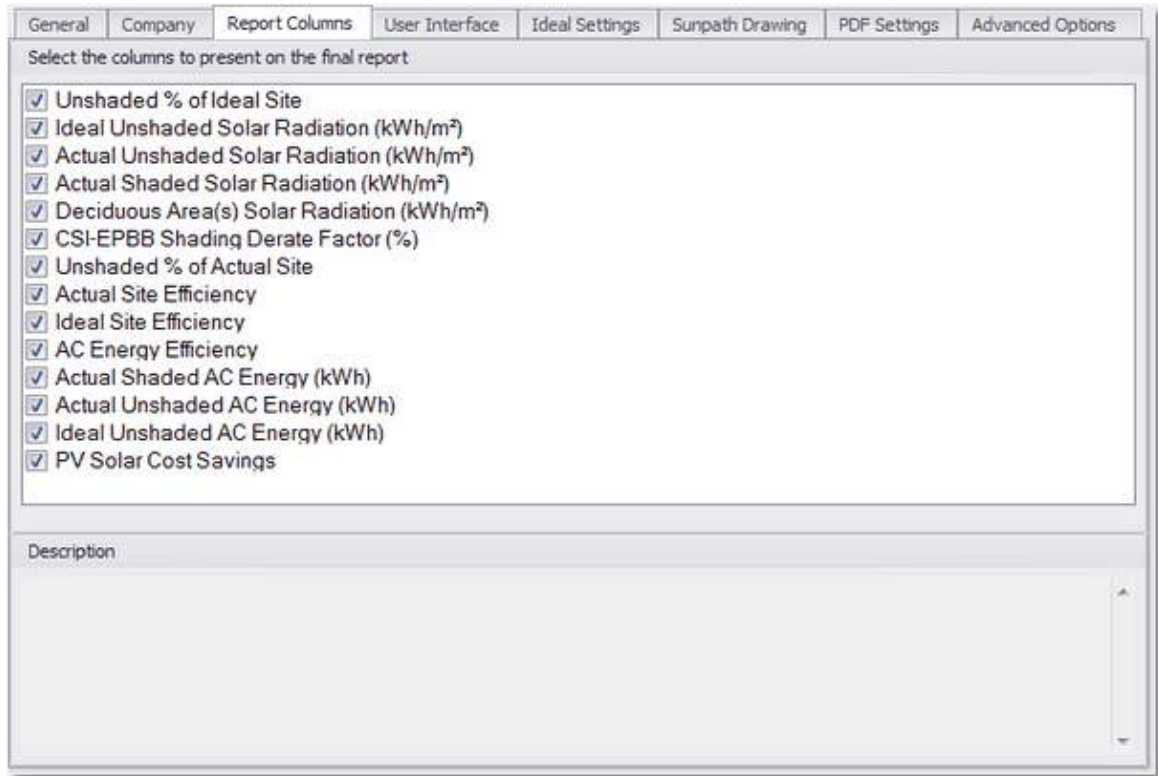 General Company Report Columns User Interface Ideal Settings Sunpath Drawing PDF Settings Advanced Options
Select the columns to present on the final report
Unshaded % of Ideal Site
Ideal Unshaded Solar Radiation (kWh/m²)
Actual Unshaded Solar Radiation (kWh/m²)
Actual Shaded Solar Radiation (kWh/m²)
Deciduous Area(s) Solar Radiation (kWh/m²)
CSI-EPBB Shading Derate Factor (%)
Unshaded % of Actual Site
Actual Site Efficiency
Ideal Site Efficiency
AC Energy Efficiency
Actual Shaded AC Energy (kWh)
Actual Unshaded AC Energy (kWh)
Ideal Unshaded AC Energy (kWh)
PV Solar Cost Savings
Description